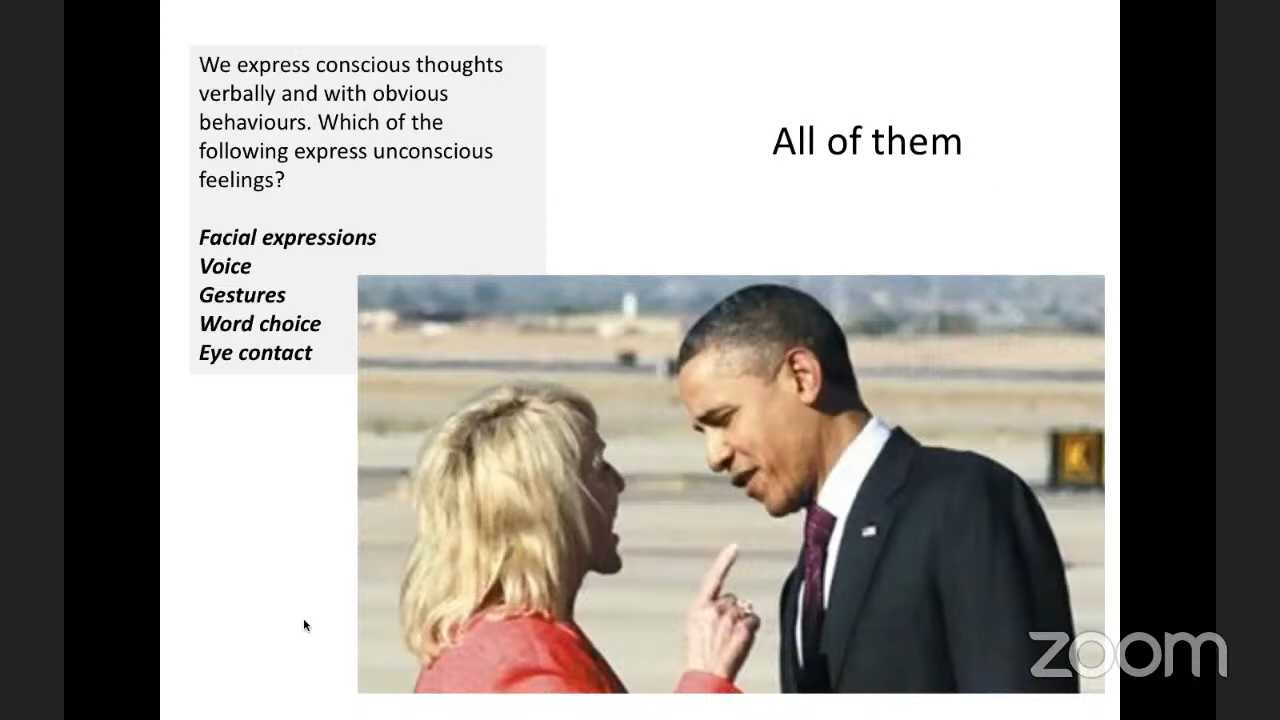 We express conscious thoughts
verbally and with obvious
behaviours. Which of the
following express unconscious
feelings?
Facial expressions
Voice
Gestures
Word choice
Eye contact
All of them
zoom